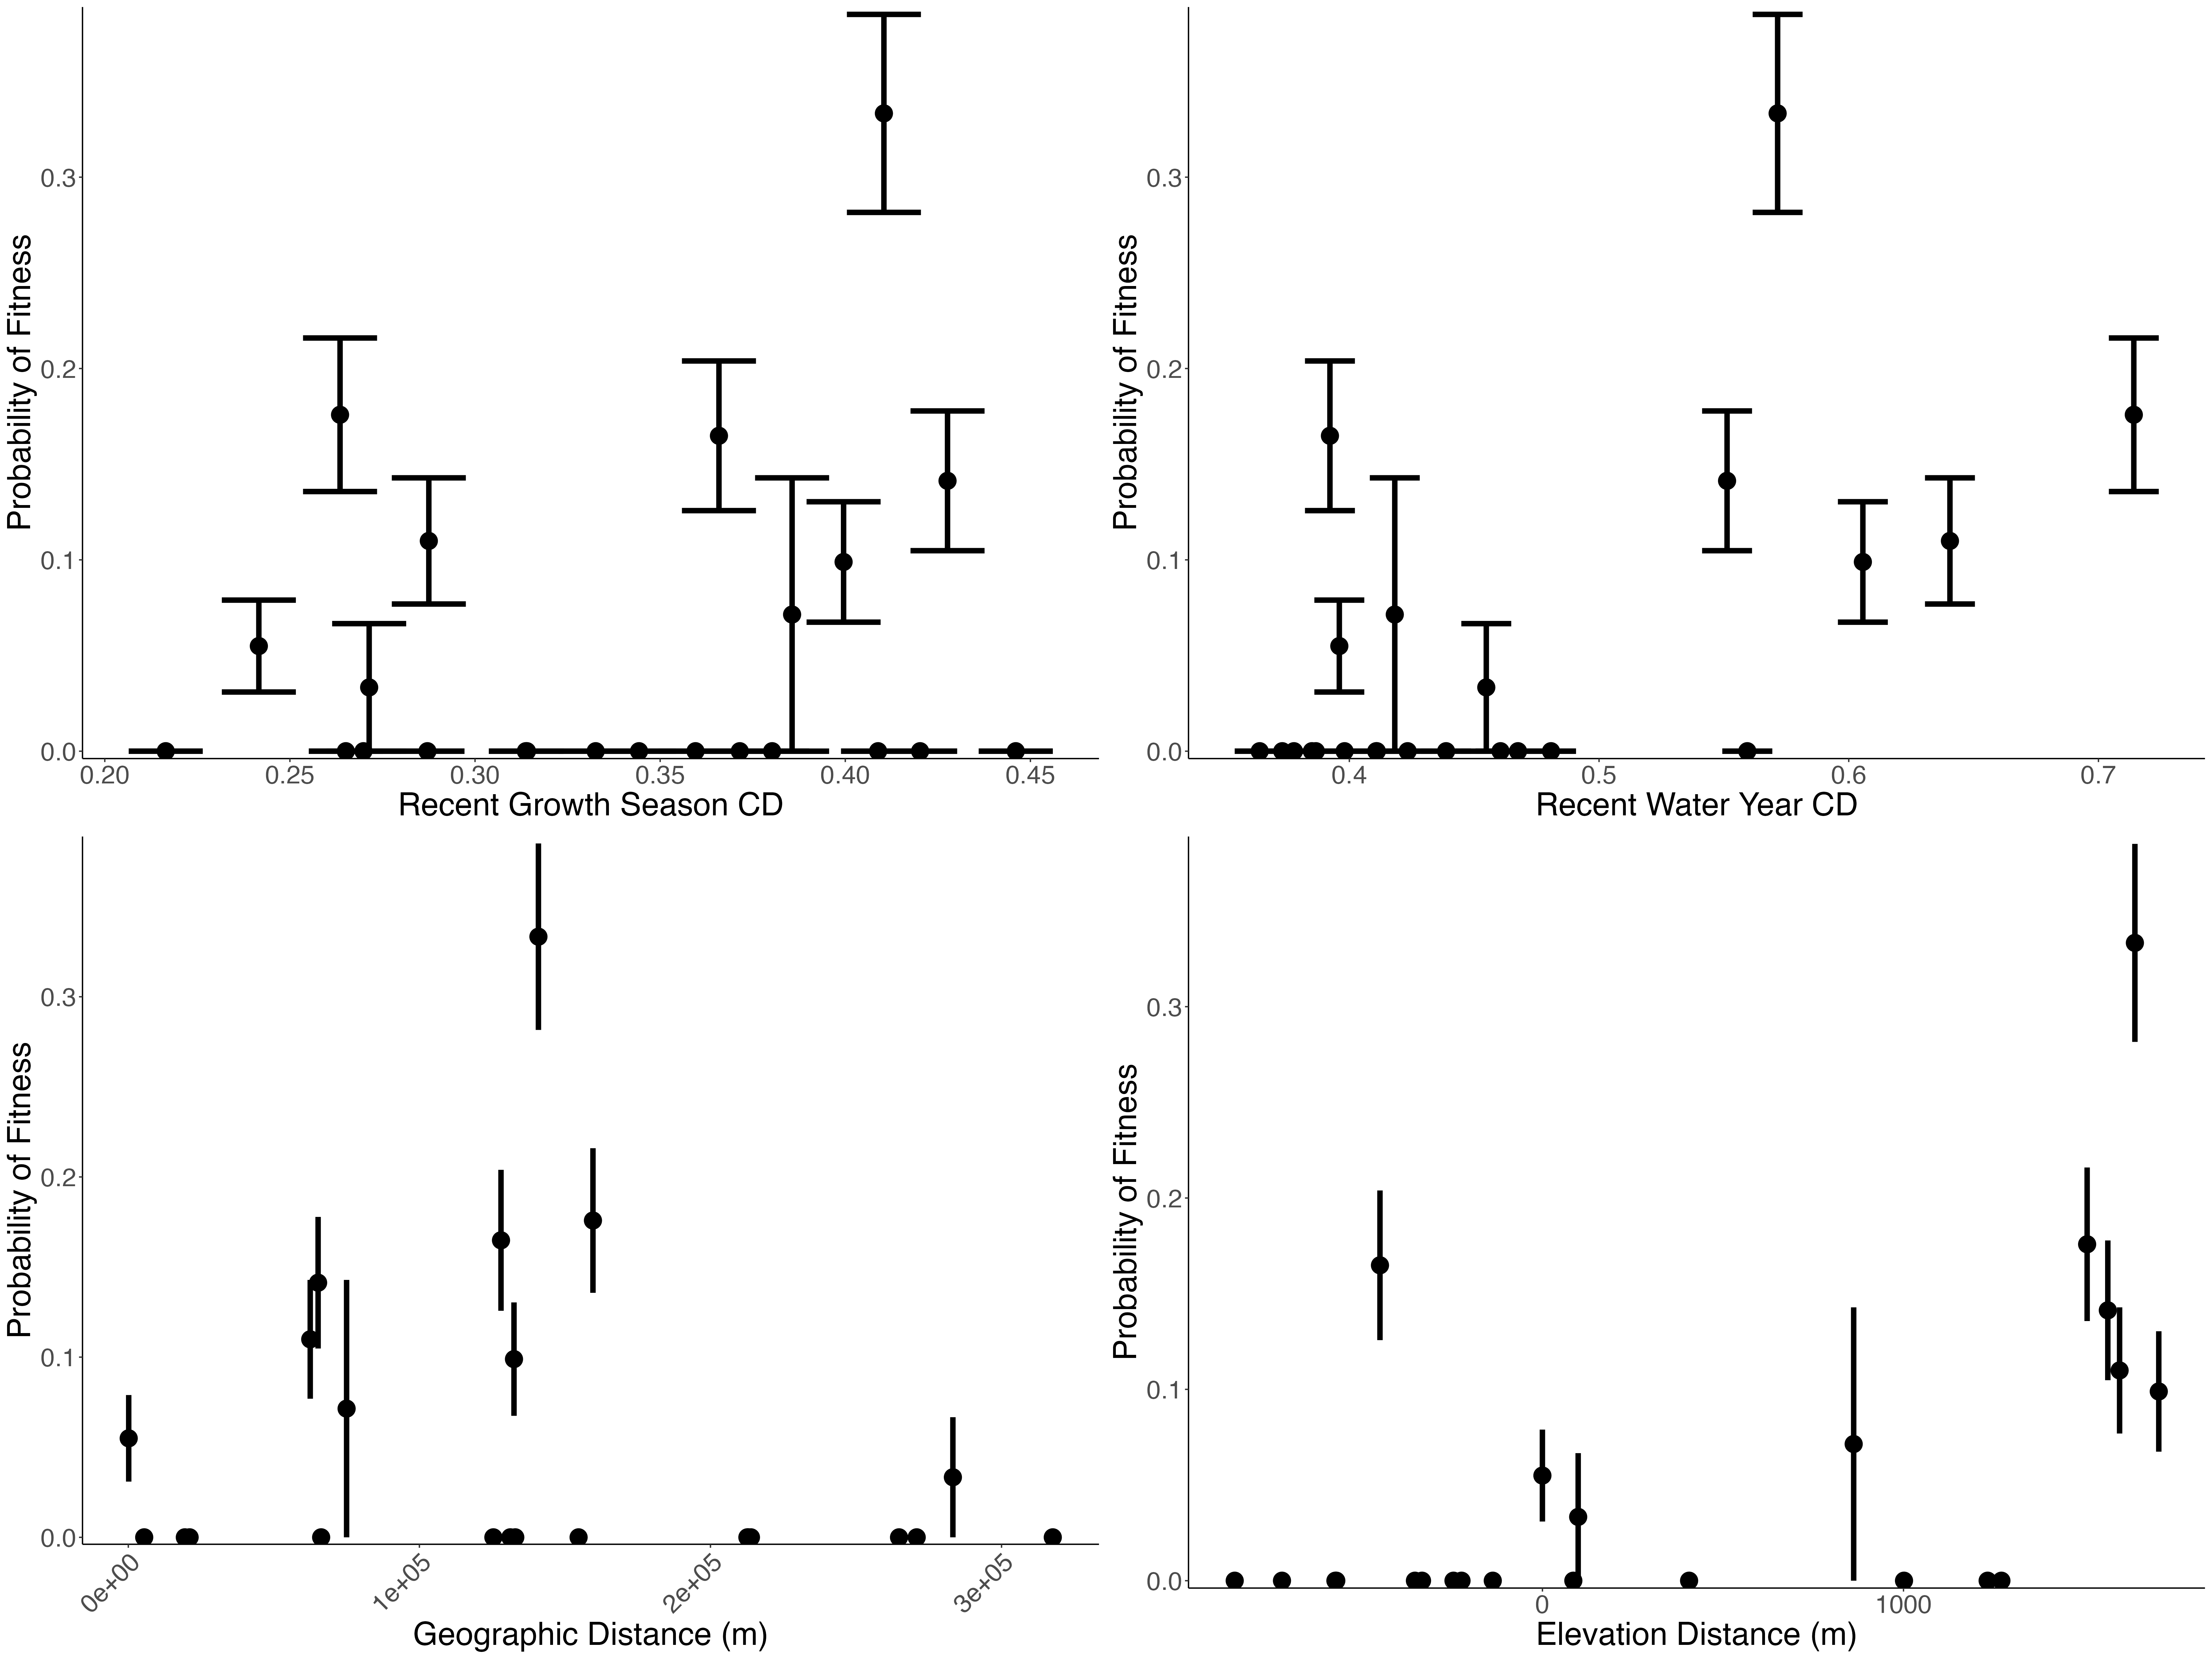 Probability of Fitness
0.3
0.2
0.1
0.0
0.20 0.25 0.30 0.35 0.40 0.45
Recent Growth Season CD
Probability of Fitness
0.3
0.2
0.1
0.0
0.4 0.5 0.6 0.7
Recent Water Year CD
Probability of Fitness
0.3
0.2
0.1
0.0
0e+00 1e+05 2e+05 3e+05
Geographic Distance (m)
Probability of Fitness
0.3
0.2
0.1
0.0
0 1000
Elevation Distance (m)